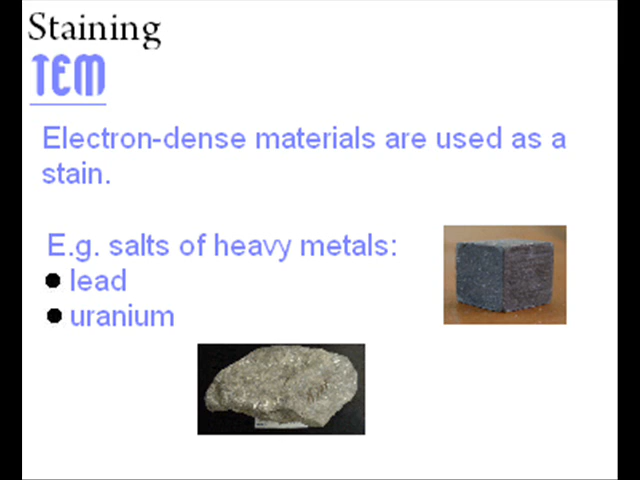 Staining
TEM
Electron-dense materials are used as a
stain.
E.g. salts of heavy metals:
lead
uranium